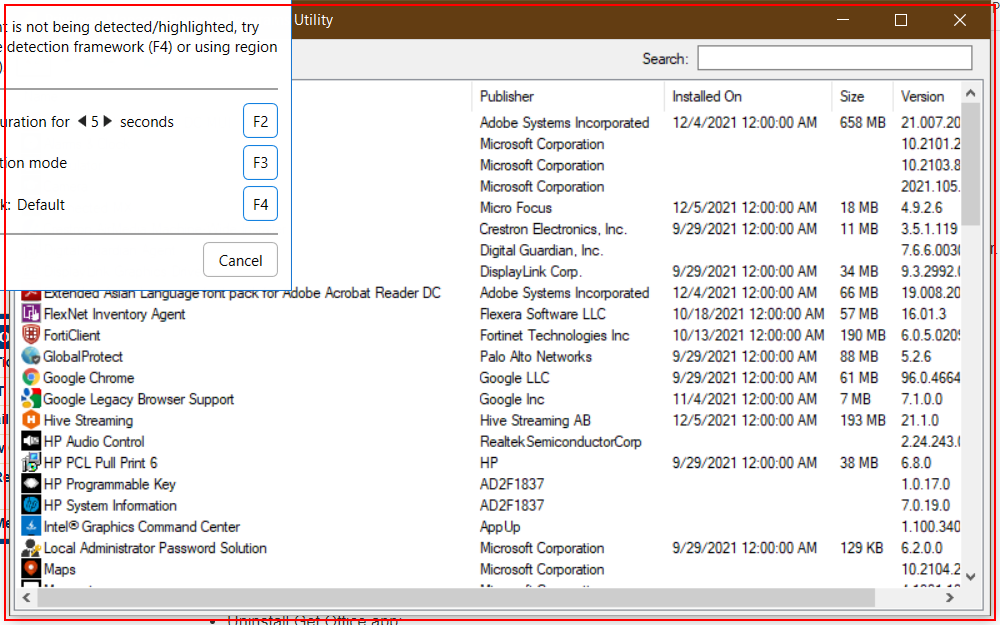 t is not being detected/highlighted, try
e detection framework (F4) or using region
)
uration for 5 seconds F2
tion mode F3
k: Default F4
Cancel
Utility
Search:
Publisher Installed On Size Version
Adobe Systems Incorporated 12/4/2021 12:00:00 AM 658 MB 21.007.20
Microsoft Corporation 10.2101.2
Microsoft Corporation 10.2103.8
Microsoft Corporation 2021.105.
Micro Focus 12/5/2021 12:00:00 AM 18 MB 4.9.2.6
Crestron Electronics, Inc. 9/29/2021 12:00:00 AM 11 MB 3.5.1.119
Digital Guardian, Inc. 7.6.6.0030
DisplayLink Corp. 9/29/2021 12:00:00 AM 34 MB 9.3.2992.0
Extended Asian Language font pack for Adobe Acrobat Reader DC Adobe Systems Incorporated 12/4/2021 12:00:00 AM 66 MB 19.008.20
FlexNet Inventory Agent Flexera Software LLC 10/18/2021 12:00:00 AM 57 MB 16.01.3
FortiClient Fortinet Technologies Inc 10/13/2021 12:00:00 AM 190 MB 6.0.5.0209
GlobalProtect Palo Alto Networks 9/29/2021 12:00:00 AM 88 MB 5.2.6
Google Chrome Google LLC 9/29/2021 12:00:00 AM 61 MB 96.0.4664
Google Legacy Browser Support Google Inc 11/4/2021 12:00:00 AM 7 MB 7.1.0.0
Hive Streaming Hive Streaming AB 12/5/2021 12:00:00 AM 193 MB 21.1.0
HP Audio Control RealtekSemiconductorCorp 2.24.243.0
HP PCL Pull Print 6 HP 9/29/2021 12:00:00 AM 38 MB 6.8.0
HP Programmable Key AD2F1837 1.0.17.0
HP System Information AD2F1837 7.0.19.0
Intel® Graphics Command Center AppUp 1.100.340
Local Administrator Password Solution Microsoft Corporation 9/29/2021 12:00:00 AM 129 KB 6.2.0.0
Maps Microsoft Corporation 10.2104.2
Uninstall Get Office app: